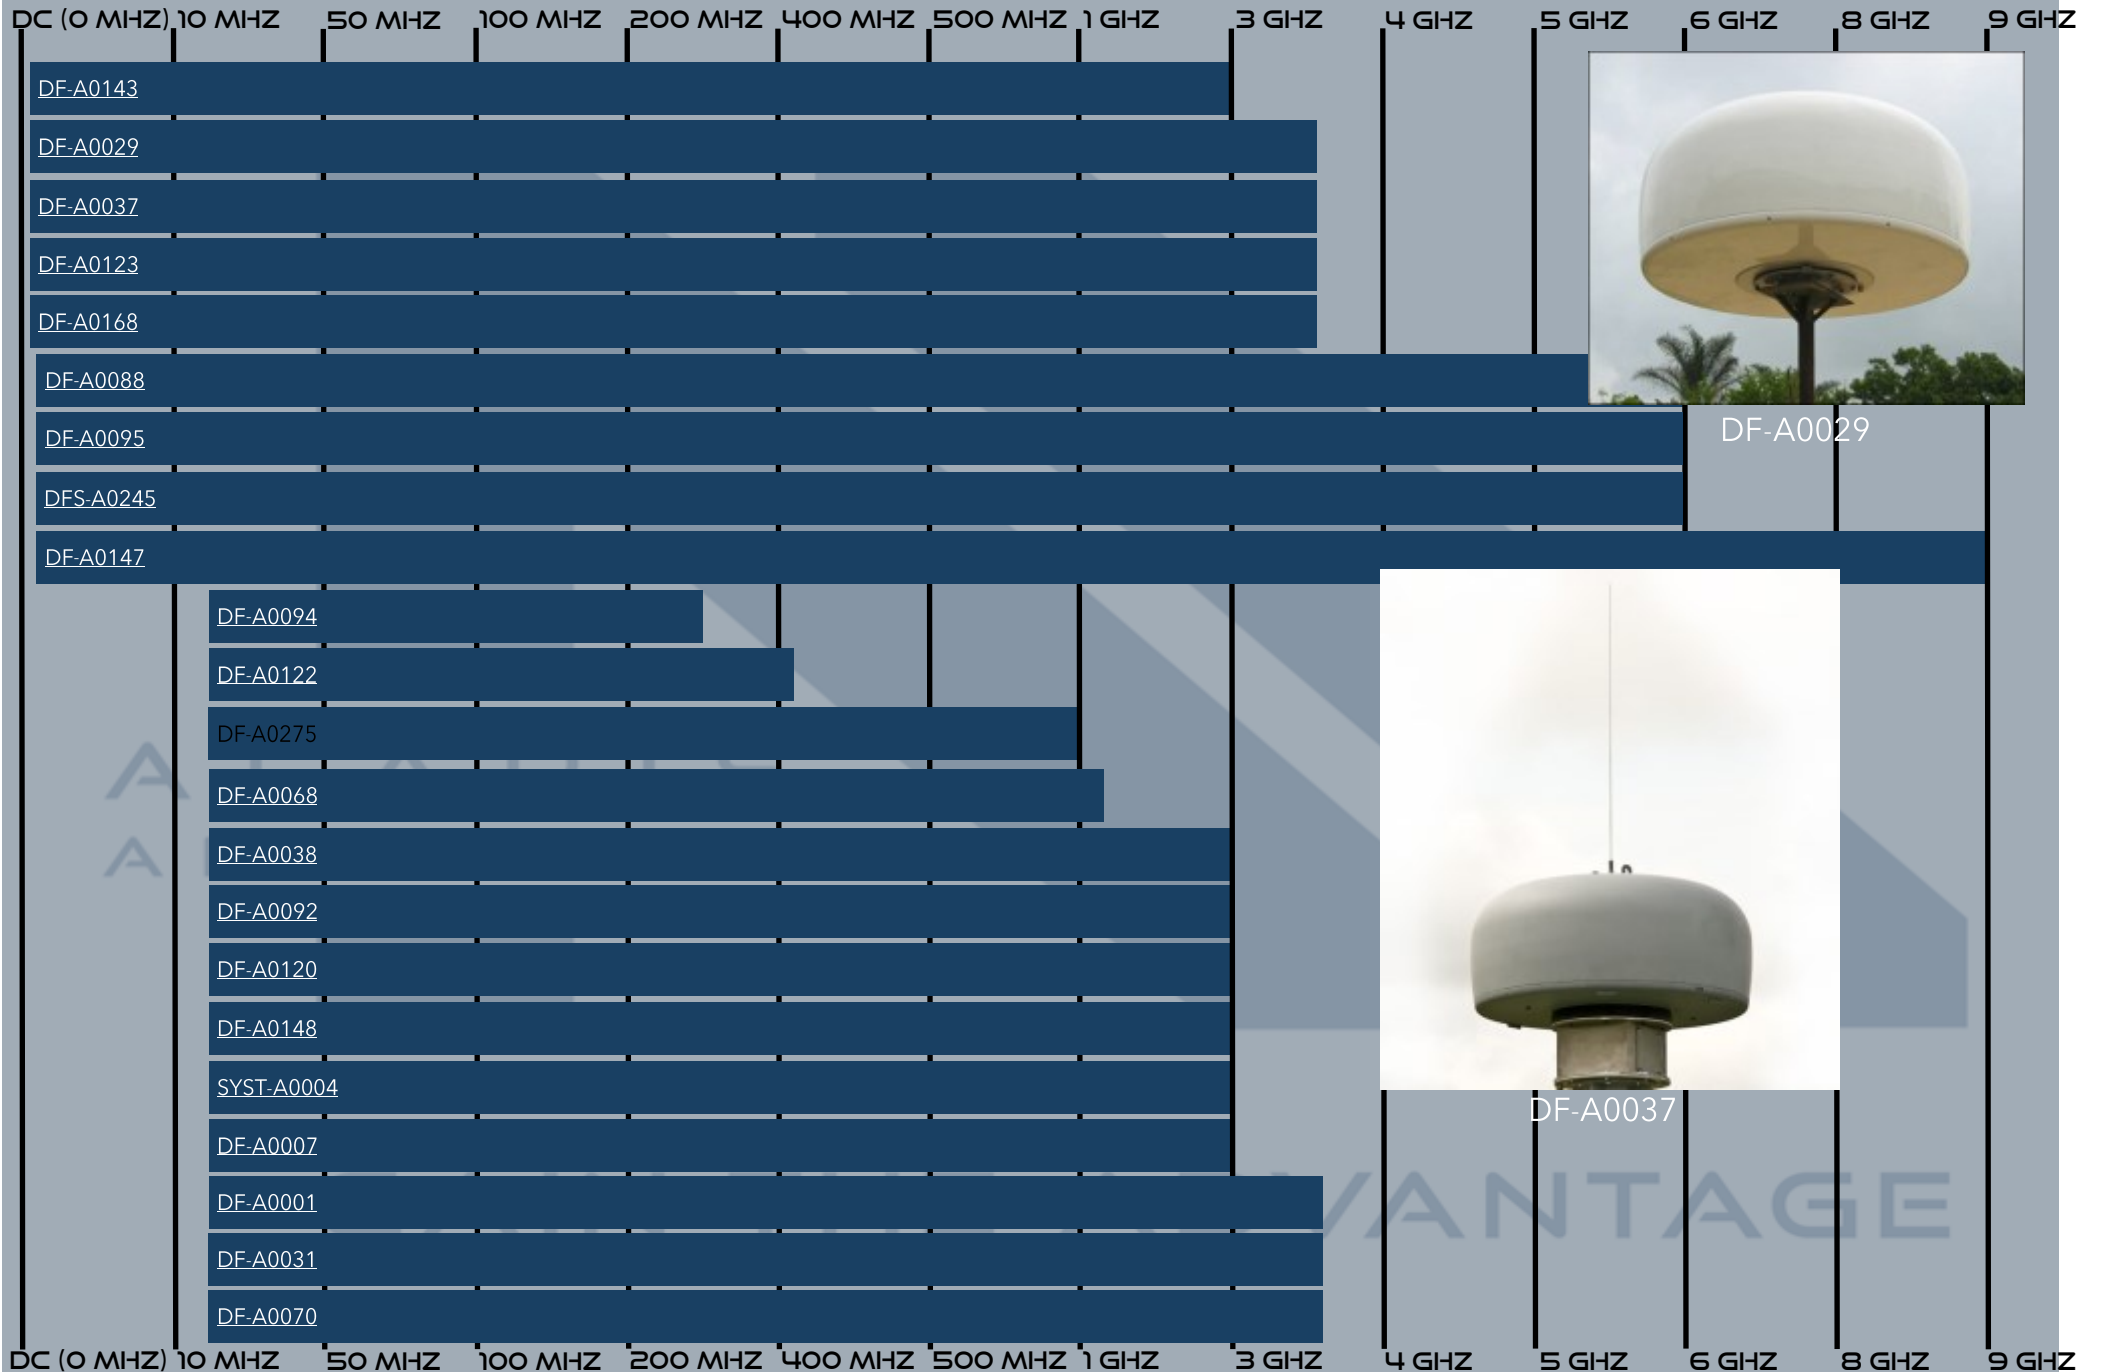 DC (0 MHZ) 10 MHZ 50 MHZ 100 MHZ 200 MHZ 400 MHZ 500 MHZ 1 GHZ 3 GHZ 4 GHZ 5 GHZ 6 GHZ 8 GHZ 9 GHZ
DF-A0143
DF-A0029
DF-A0037
DF-A0123
DF-A0168
DF-A0088
DF-A0095
DF-A0029
DFS-A0245
DF-A0147
DF-A0094
DF-A0122
DF-A0275
DF-A0068
DF-A0038
DF-A0092
DF-A0120
DF-A0148
SYST-A0004
DF-A0037
DF-A0007
DF-A0001
DF-A0031
DF-A0070
DC (0 MHZ) 10 MHZ 50 MHZ 100 MHZ 200 MHZ 400 MHZ 500 MHZ 1 GHZ 3 GHZ 4 GHZ 5 GHZ 6 GHZ 8 GHZ 9 GHZ